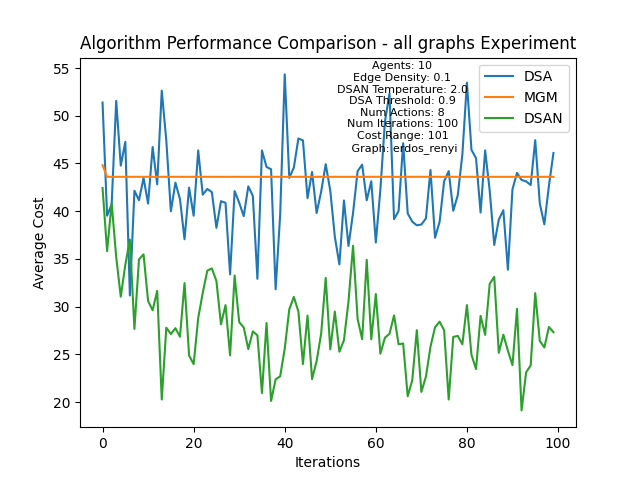 Algorithm Performance Comparison - all graphs Experiment
Agents: 10
Edge Density: 0.1
DSAN Temperature: 2.0
DSA Threshold: 0.9
Num Actions: 8
Num Iterations: 100
Cost Range: 101
Graph: erdos_renyi
DSA
MGM
DSAN
Average Cost
55
50
45
40
35
30
25
20
0
20
40
60
80
100
Iterations